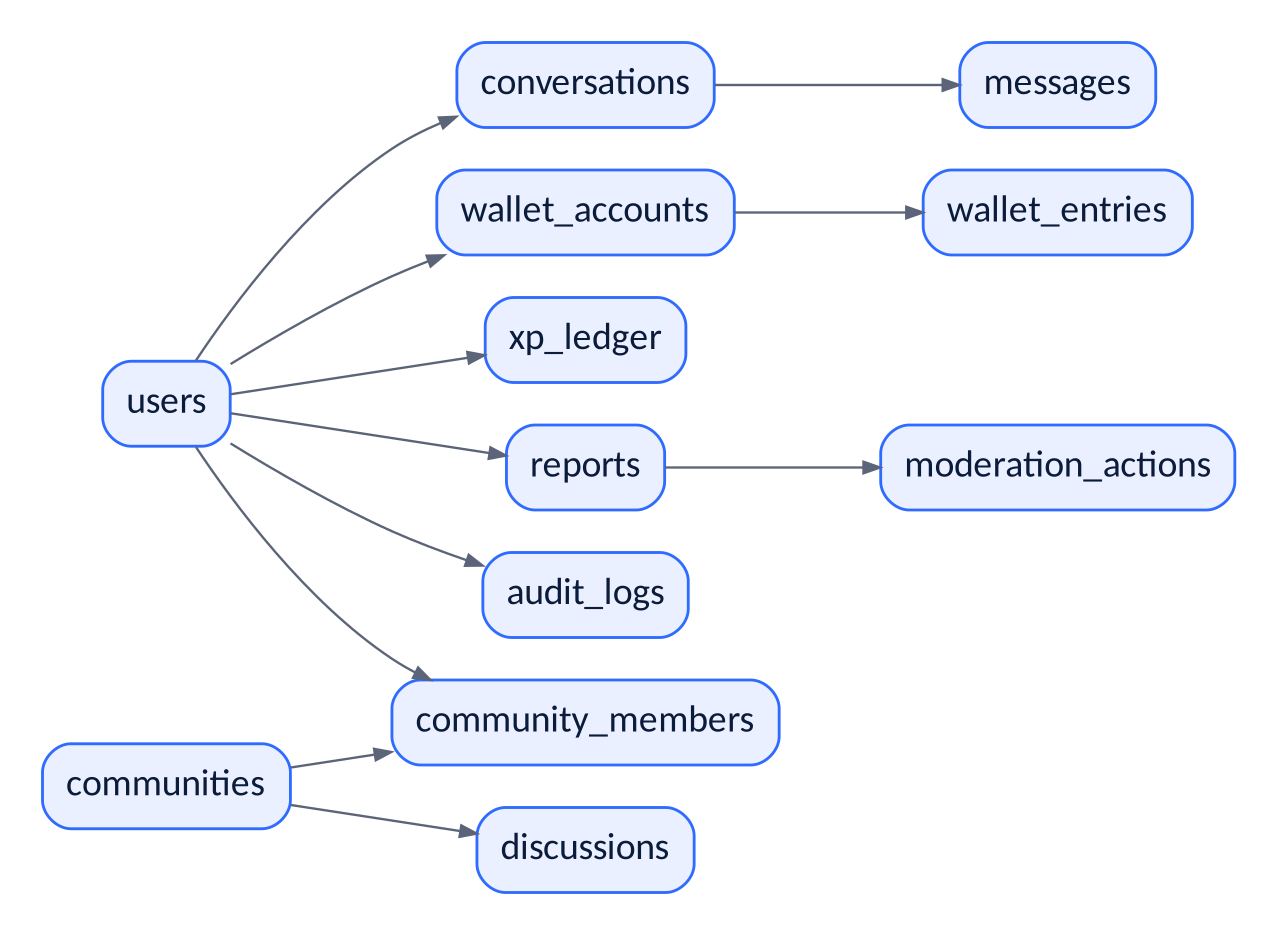 conversations
messages
wallet_accounts
wallet_entries
xp_ledger
users
reports
moderation_actions
audit_logs
community_members
communities
discussions